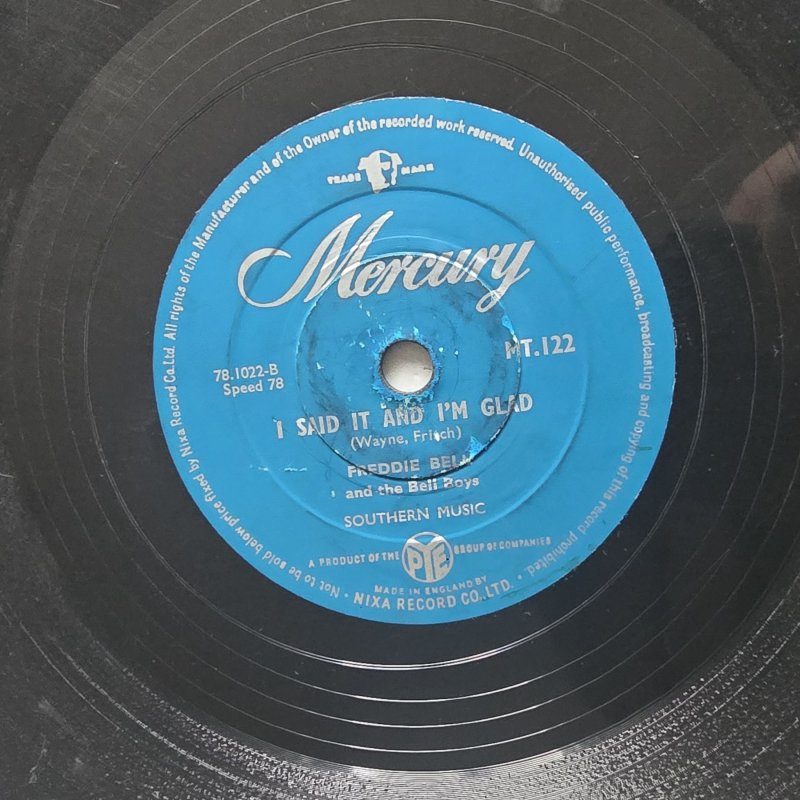 All rights of the Manufacturer and of the Owner of the recorded work reserved. Unauthorised public performance, broadcasting and copying of this record prohibited.
TRADE MARK
Mercury
78.1022-B
Speed 78
MT.122
I SAID IT AND I'M GLAD
(Wayne, Fritch)
FREDDIE BELL
and the Bell Boys
SOUTHERN MUSIC
A PRODUCT OF THE PYE GROUP OF COMPANIES
MADE IN ENGLAND BY
• NIXA RECORD CO., LTD. •
Not to be sold below price fixed by Nixa Record Co. Ltd.